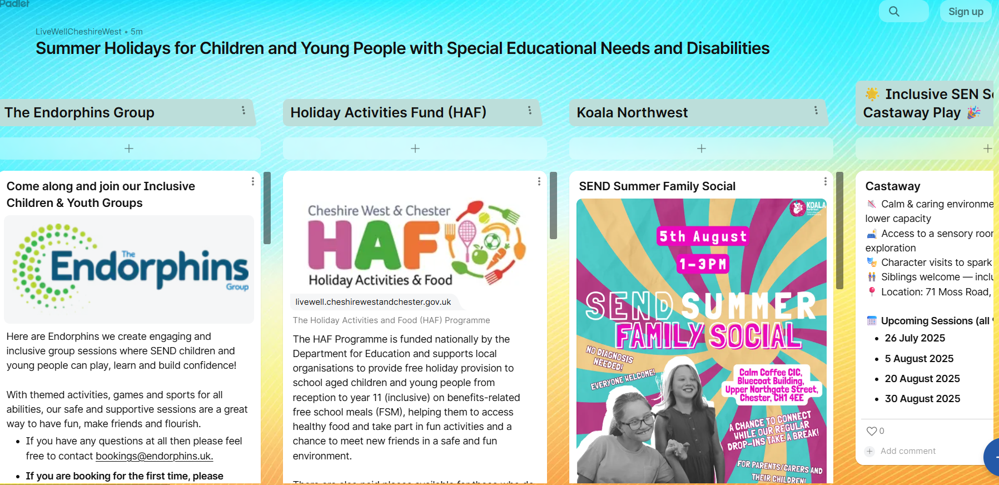 Padlet
Sign up
LiveWellCheshireWest • 5m
Summer Holidays for Children and Young People with Special Educational Needs and Disabilities
The Endorphins Group
Come along and join our Inclusive
Children & Youth Groups
The
Endorphins
Group
Here are Endorphins we create engaging and
inclusive group sessions where SEND children and
young people can play, learn and build confidence!
With themed activities, games and sports for all
abilities, our safe and supportive sessions are a great
way to have fun, make friends and flourish.
If you have any questions at all then please feel
free to contact bookings@endorphins.uk.
If you are booking for the first time, please
Holiday Activities Fund (HAF)
Cheshire West & Chester
HAF
Holiday Activities & Food
livewell.cheshirewestandchester.gov.uk
The Holiday Activities and Food (HAF) Programme
The HAF Programme is funded nationally by the
Department for Education and supports local
organisations to provide free holiday provision to
school aged children and young people from
reception to year 11 (inclusive) on benefits-related
free school meals (FSM), helping them to access
healthy food and take part in fun activities and a
chance to meet new friends in a safe and fun
environment.
There are also paid places available for those who do
Koala Northwest
SEND Summer Family Social
KOALA
5th August
1-3PM
SEND SUMMER
FAMILY SOCIAL
NO DIAGNOSIS
NEEDED!
EVERYONE WELCOME!
Calm Coffee CIC,
Bluecoat Building,
Upper Northgate Street,
Chester, CH1 4EE
A CHANCE TO CONNECT
WHILE OUR REGULAR
DROP-INS TAKE A BREAK!
FOR PARENTS/CARERS AND
THEIR CHILDREN!
🌟 Inclusive SEN S
Castaway Play 🎉
Castaway
Calm & caring environme
lower capacity
🛋️ Access to a sensory roo
exploration
🎭 Character visits to spark
👬 Siblings welcome — incl
📍 Location: 71 Moss Road,
🗓️ Upcoming Sessions (all
26 July 2025
5 August 2025
20 August 2025
30 August 2025
0
Add comment